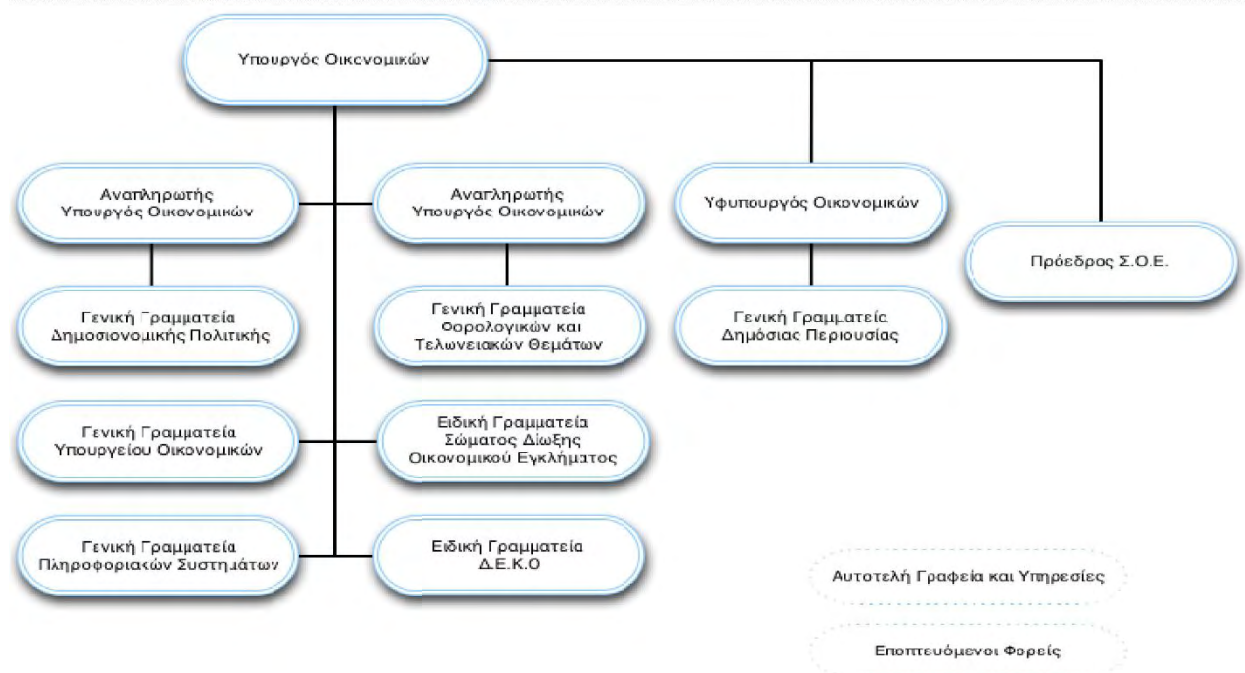 Υπουργός Οικονομικών
Αναπληρωτής
Υπουργός Οικονομικών
Αναπληρωτής
Υπουργός Οικονομικών
Υφυπουργός Οικονομικών
Πρόεδρος Σ.Ο.Ε.
Γενική Γραμματεία
Δημοσιονομικής Πολιτικής
Γενική Γραμματεία
Φορολογικών και
Τελωνειακών Θεμάτων
Γενική Γραμματεία
Δημόσιας Περιουσίας
Γενική Γραμματεία
Υπουργείου Οικονομικών
Ειδική Γραμματεία
Σώματος Δίωξης
Οικονομικού Εγκλήματος
Γενική Γραμματεία
Πληροφοριακών Συστημάτων
Ειδική Γραμματεία
Δ.Ε.Κ.Ο
Αυτοτελή Γραφεία και Υπηρεσίες
Εποπτευόμενοι Φορείς